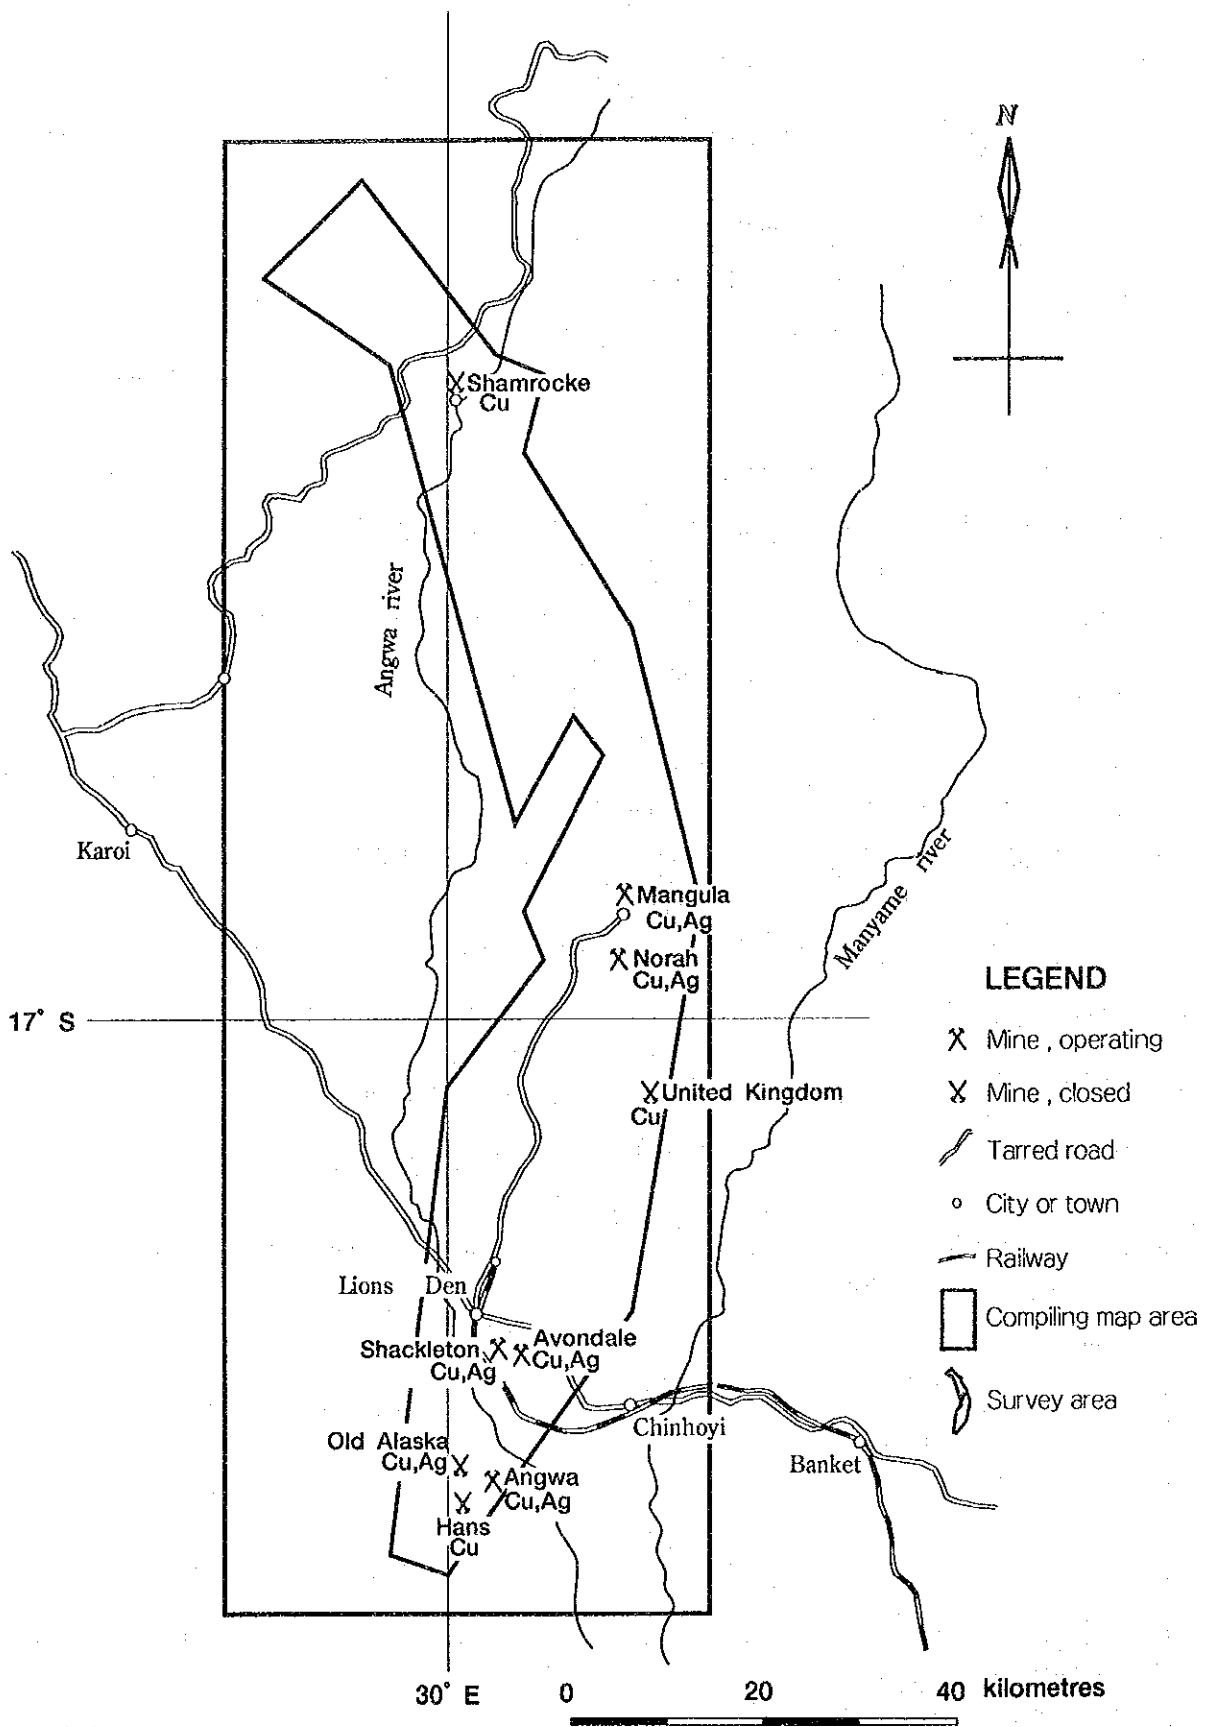 N
Shamrocke
Cu
Angwa river
Karoi
Mangula
Cu,Ag
Manyame river
Norah
Cu,Ag
17° S
United Kingdom
Cu
Lions Den
Shackleton
Cu,Ag
Avondale
Cu,Ag
Chinhoyi
Old Alaska
Cu,Ag
Banket
Angwa
Cu,Ag
Hans
Cu
LEGEND
Mine , operating
Mine , closed
Tarred road
City or town
Railway
Compiling map area
Survey area
30° E
0 20 40 kilometres